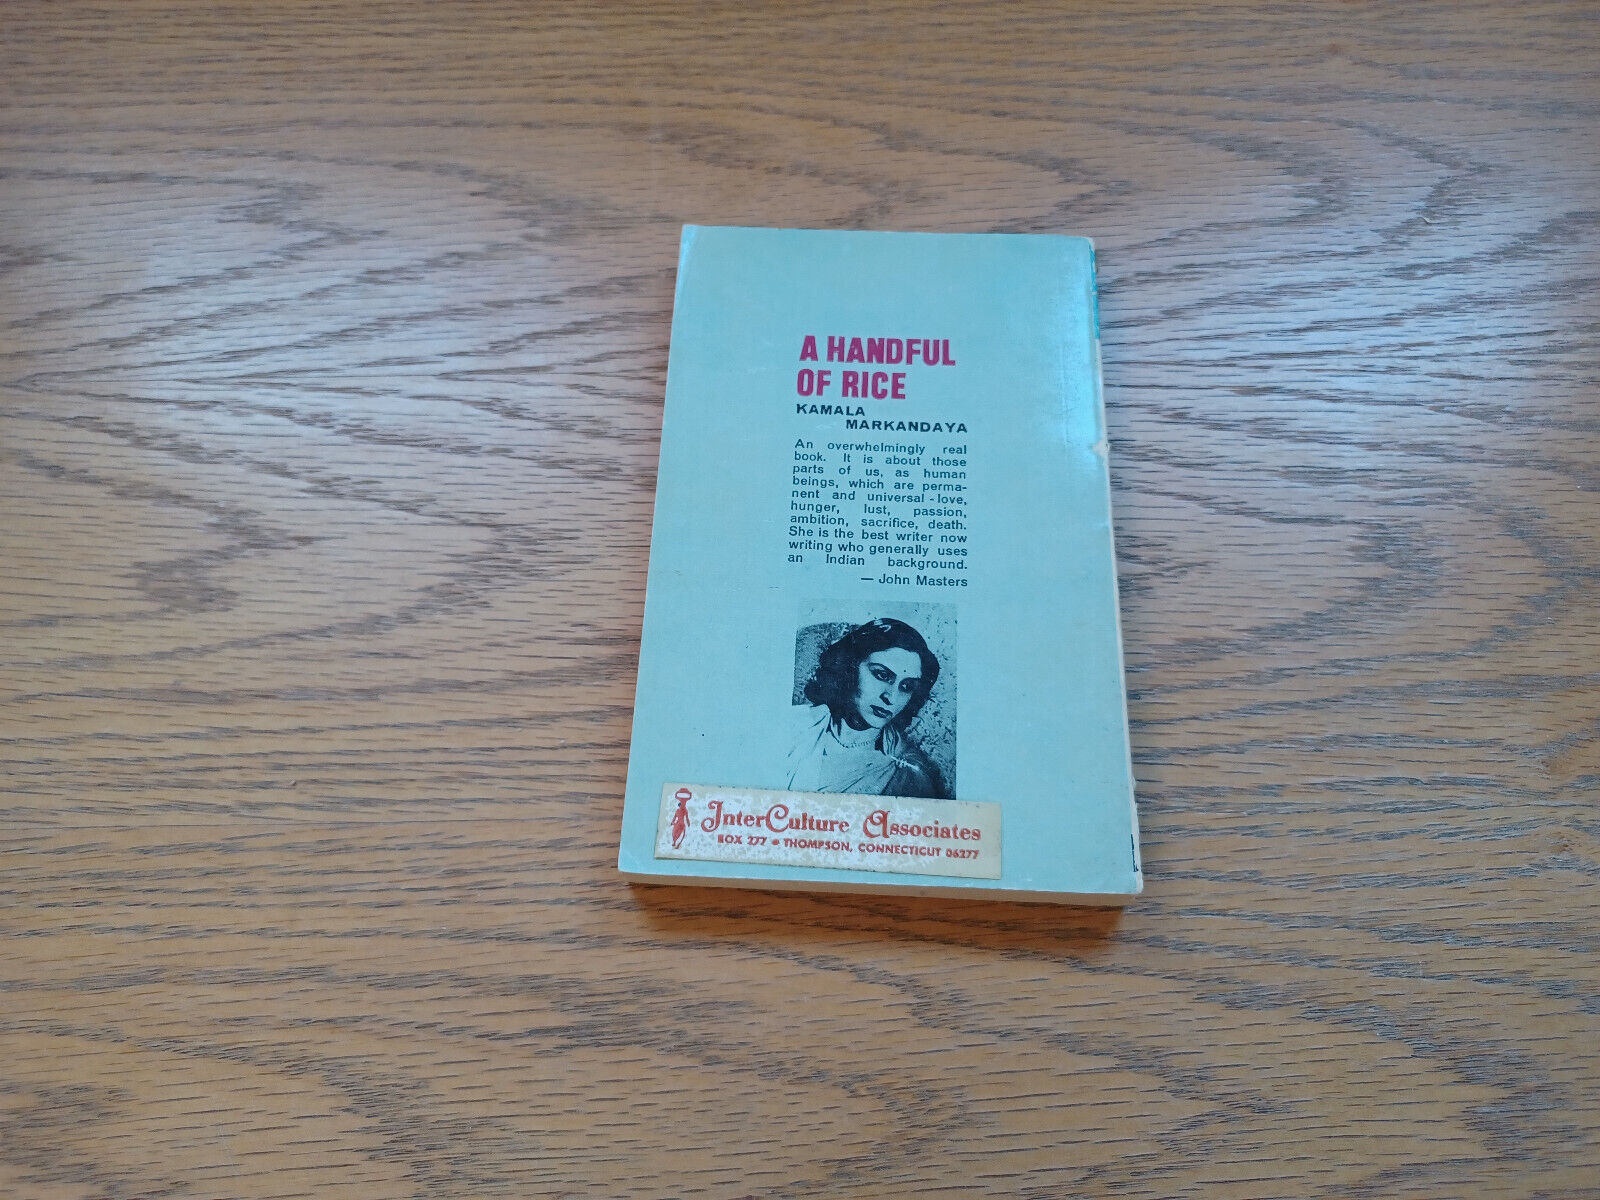 A HANDFUL
OF RICE
KAMALA
MARKANDAYA
An overwhelmingly real
book. It is about those
parts of us, as human
beings, which are perma-
nent and universal - love,
hunger, lust, passion,
ambition, sacrifice, death.
She is the best writer now
writing who generally uses
an Indian background.
— John Masters
InterCulture Associates
BOX 277 • THOMPSON, CONNECTICUT 06277